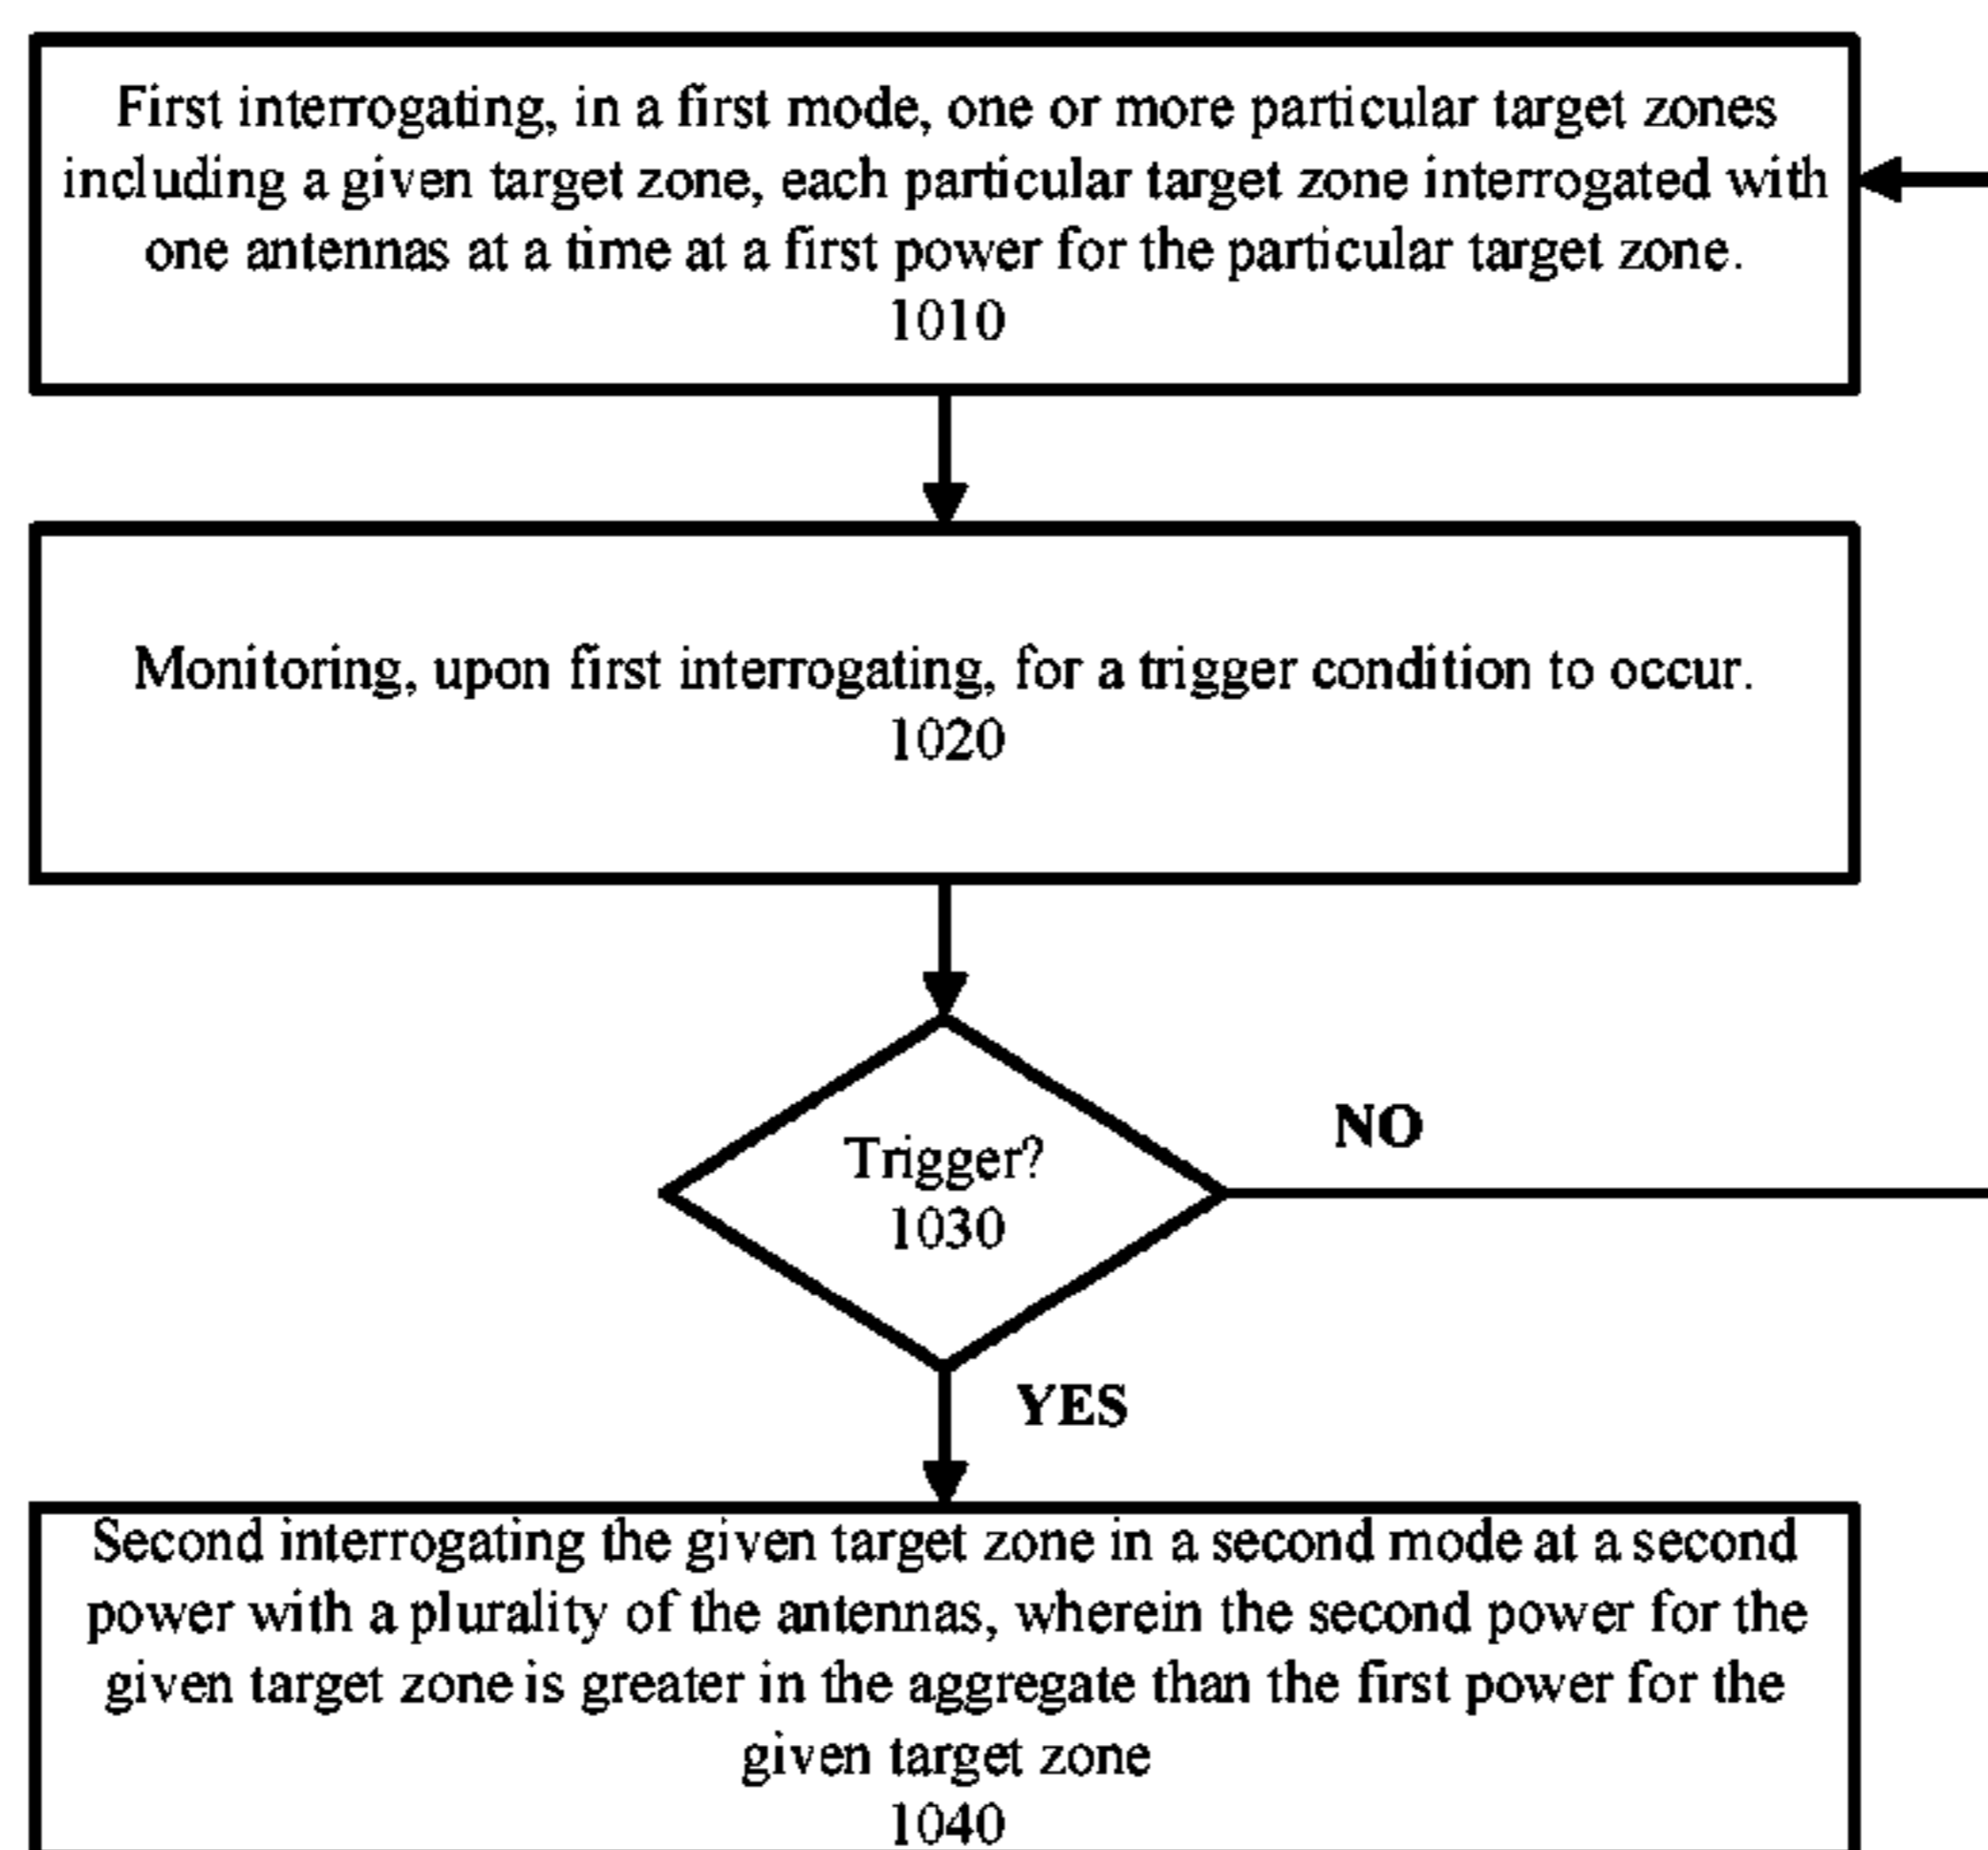 First interrogating, in a first mode, one or more particular target zones
including a given target zone, each particular target zone interrogated with
one antennas at a time at a first power for the particular target zone.
1010
Monitoring, upon first interrogating, for a trigger condition to occur.
1020
Trigger?
1030
NO
YES
Second interrogating the given target zone in a second mode at a second
power with a plurality of the antennas, wherein the second power for the
given target zone is greater in the aggregate than the first power for the
given target zone
1040